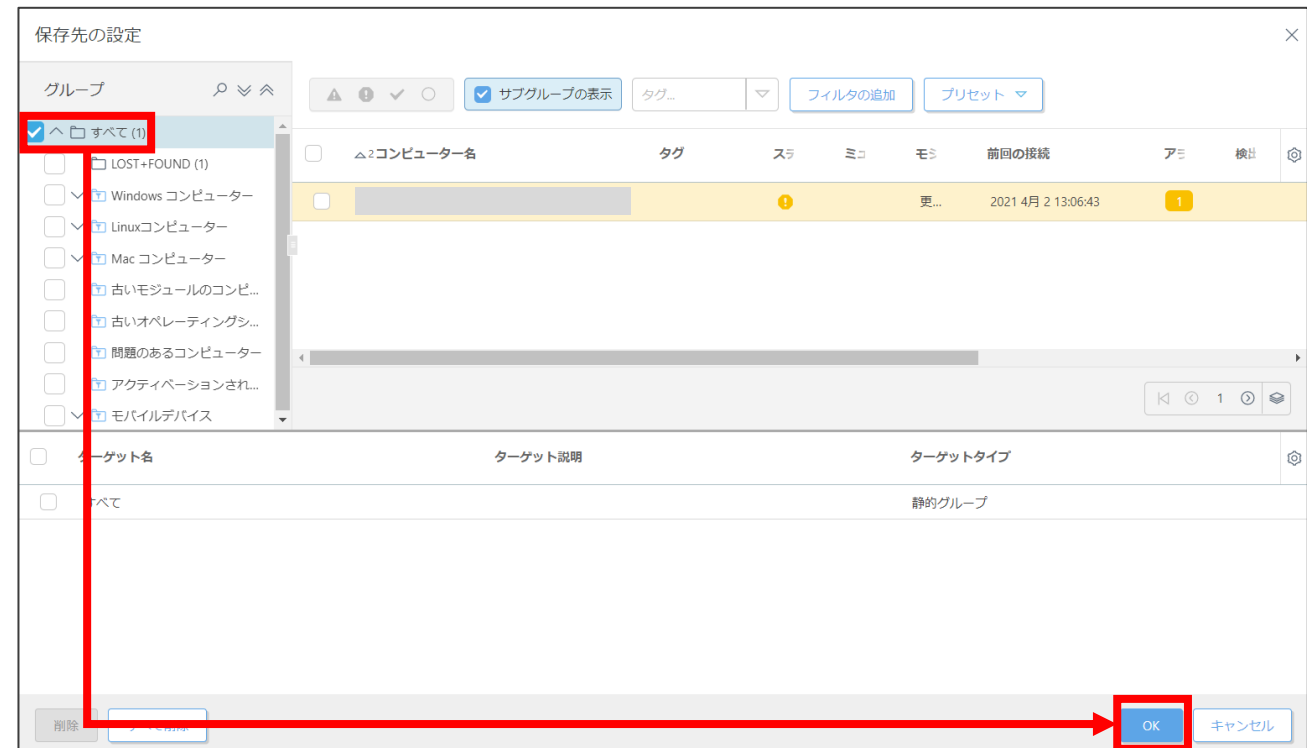 保存先の設定
グループ
サブグループの表示
タグ...
フィルタの追加
プリセット
すべて (1)
LOST+FOUND (1)
Windows コンピューター
Linuxコンピューター
Mac コンピューター
古いモジュールのコンピ...
古いオペレーティングシ...
問題のあるコンピューター
アクティベーションされ...
モバイルデバイス
2コンピューター名 タグ ス ミ モ 前回の接続 ア 検
更... 2021 4月 2 13:06:43 1
1
ターゲット名 ターゲット説明 ターゲットタイプ
すべて 静的グループ
削除
すべて削除
OK
キャンセル